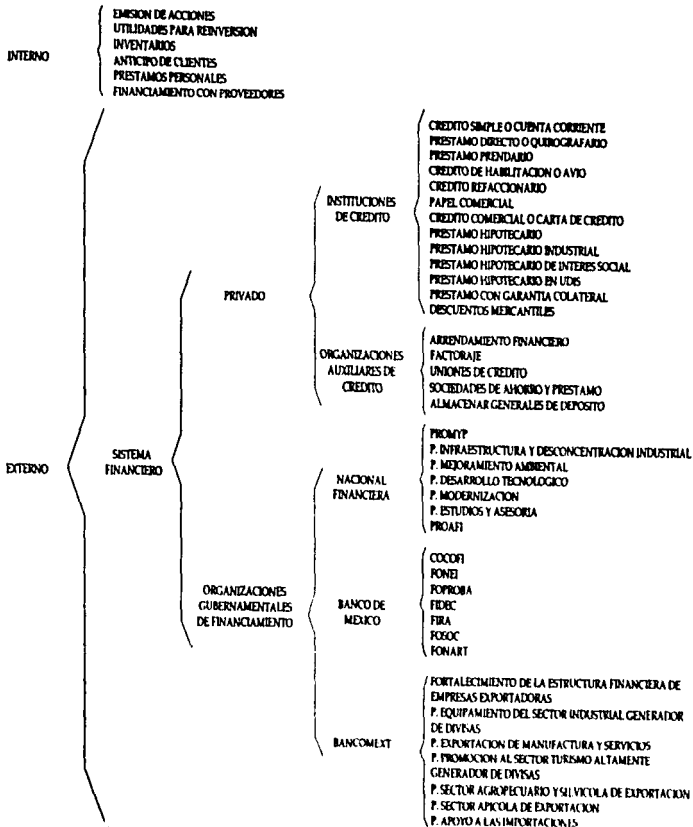 INTERNO
EMISION DE ACCIONES
UTILIDADES PARA REINVERSION
INVENTARIOS
ANTICIPO DE CLIENTES
PRESTAMOS PERSONALES
FINANCIAMIENTO CON PROVEEDORES
EXTERNO
SISTEMA
FINANCIERO
PRIVADO
INSTITUCIONES
DE CREDITO
CREDITO SIMPLE O CUENTA CORRIENTE
PRESTAMO DIRECTO O QUIROGRAFARIO
PRESTAMO PRENDARIO
CREDITO DE HABILITACION O AVIO
CREDITO REFACCIONARIO
PAPEL COMERCIAL
CREDITO COMERCIAL O CARTA DE CREDITO
PRESTAMO HIPOTECARIO
PRESTAMO HIPOTECARIO INDUSTRIAL
PRESTAMO HIPOTECARIO DE INTERES SOCIAL
PRESTAMO HIPOTECARIO EN UDIS
PRESTAMO CON GARANTIA COLATERAL
DESCUENTOS MERCANTILES
ORGANIZACIONES
AUXILIARES DE
CREDITO
ARRENDAMIENTO FINANCIERO
FACTORAJE
UNIONES DE CREDITO
SOCIEDADES DE AHORRO Y PRESTAMO
ALMACENAR GENERALES DE DEPOSITO
ORGANIZACIONES
GUBERNAMENTALES
DE FINANCIAMIENTO
NACIONAL
FINANCIERA
PROMYP
P. INFRAESTRUCTURA Y DESCONCENTRACION INDUSTRIAL
P. MEJORAMIENTO AMBIENTAL
P. DESARROLLO TECNOLOGICO
P. MODERNIZACION
P. ESTUDIOS Y ASESORIA
PROAFI
BANCO DE
MEXICO
COCOFI
FONEI
FOPROBA
FIDEC
FIRA
FOSOC
FONART
BANCOMEXT
FORTALECIMIENTO DE LA ESTRUCTURA FINANCIERA DE
EMPRESAS EXPORTADORAS
P. EQUIPAMIENTO DEL SECTOR INDUSTRIAL GENERADOR
DE DIVISAS
P. EXPORTACION DE MANUFACTURA Y SERVICIOS
P. PROMOCION AL SECTOR TURISMO ALTAMENTE
GENERADOR DE DIVISAS
P. SECTOR AGROPECUARIO Y SILVICOLA DE EXPORTACION
P. SECTOR APICOLA DE EXPORTACION
P. APOYO A LAS IMPORTACIONES